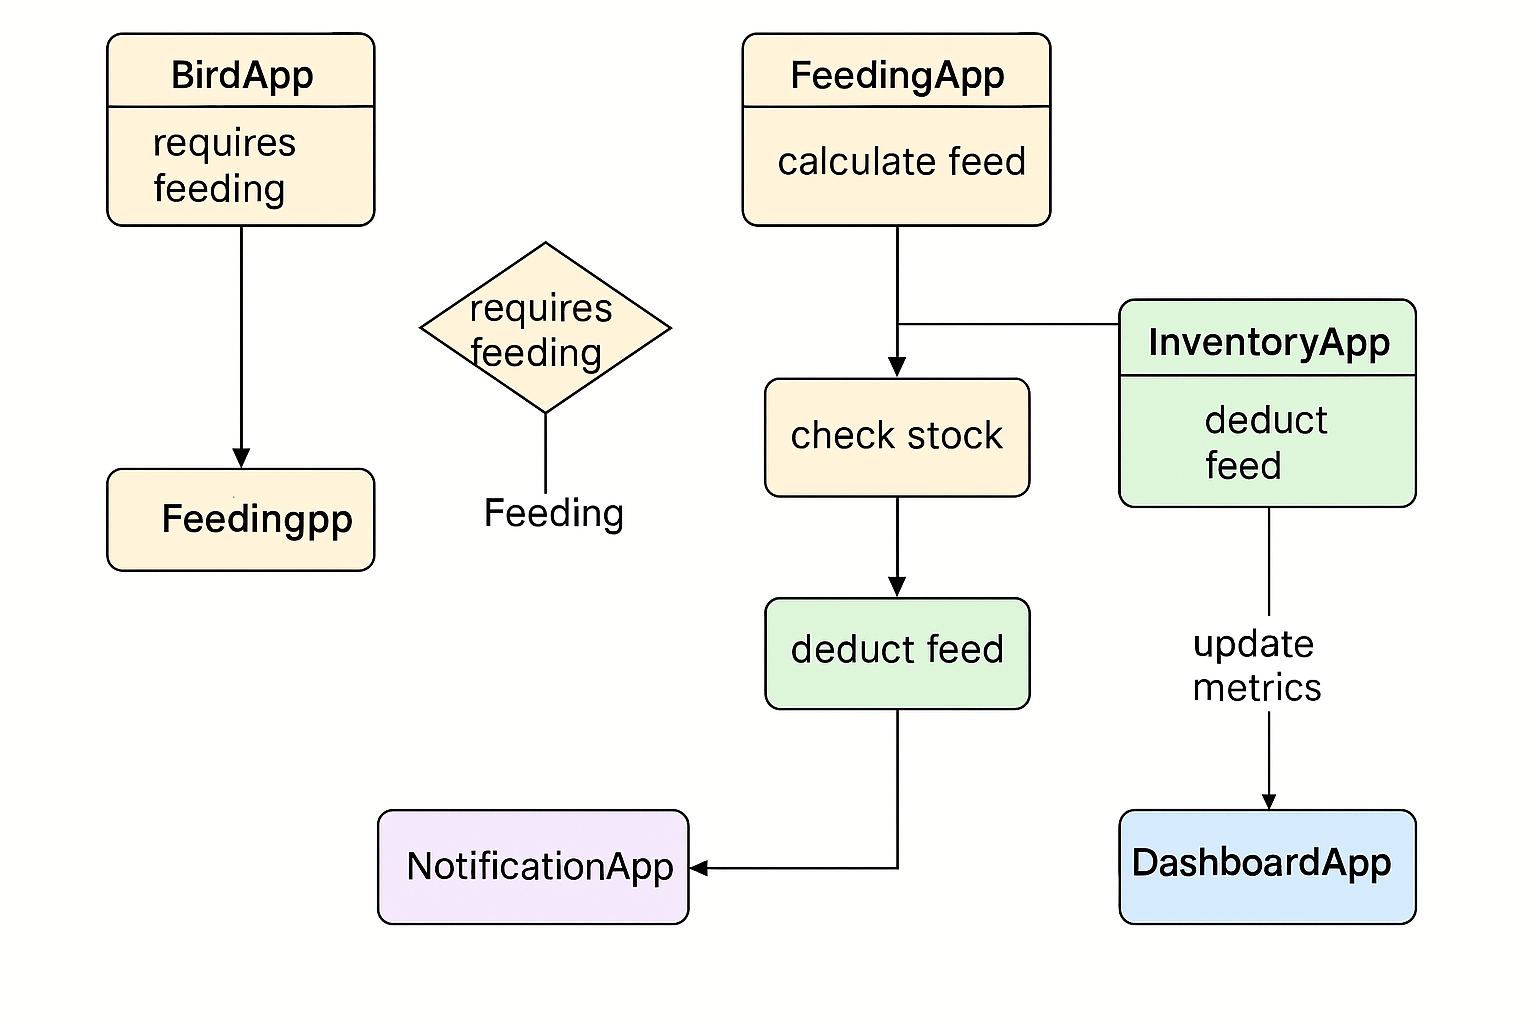 BirdApp
requires
feeding
Feedingpp
requires
feeding
Feeding
FeedingApp
calculate feed
check stock
deduct feed
NotificationApp
InventoryApp
deduct
feed
update
metrics
DashboardApp